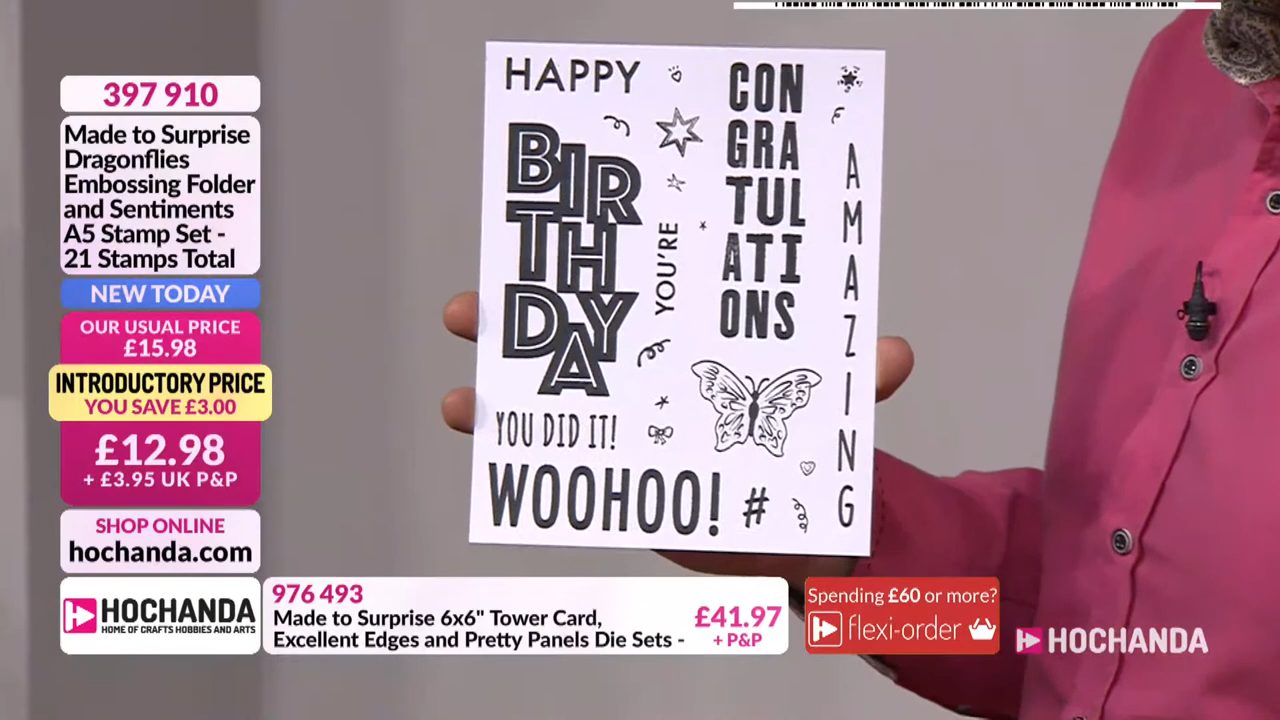 397 910
Made to Surprise
Dragonflies
Embossing Folder
and Sentiments
A5 Stamp Set -
21 Stamps Total
NEW TODAY
OUR USUAL PRICE
£15.98
INTRODUCTORY PRICE
YOU SAVE £3.00
£12.98
+ £3.95 UK P&P
SHOP ONLINE
hochanda.com
HOCHANDA
HOME OF CRAFTS HOBBIES AND ARTS
HAPPY
BIR
TH
DAY
YOU'RE
CON
GRA
TUL
ATI
ONS
AMAZING
YOU DID IT!
WOOHOO! #
976 493
Made to Surprise 6x6" Tower Card,
Excellent Edges and Pretty Panels Die Sets -
£41.97
+ P&P
Spending £60 or more?
flexi-order
HOCHANDA